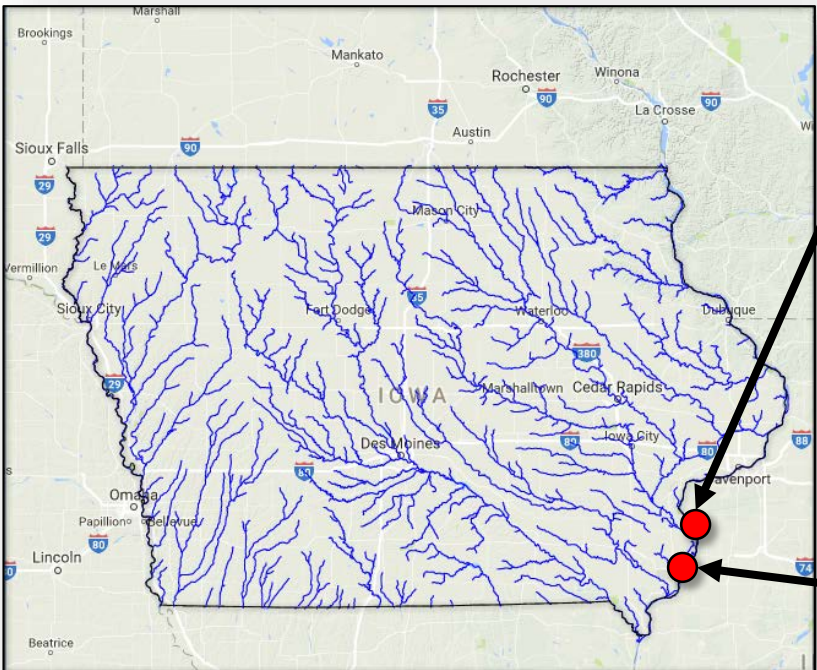 Marshall
Brookings
Mankato
Rochester
Winona
90
La Crosse
90
35
Austin
Sioux Falls
90
29
Mason City
29
Vermillion
Le Mars
35
Sioux City
Fort Dodge
Waterloo
Dubuque
380
29
IOWA
Marshalltown
Cedar Rapids
Des Moines
80
Iowa City
80
88
Omaha
Papillion
Bellevue
80
Lincoln
74
Beatrice